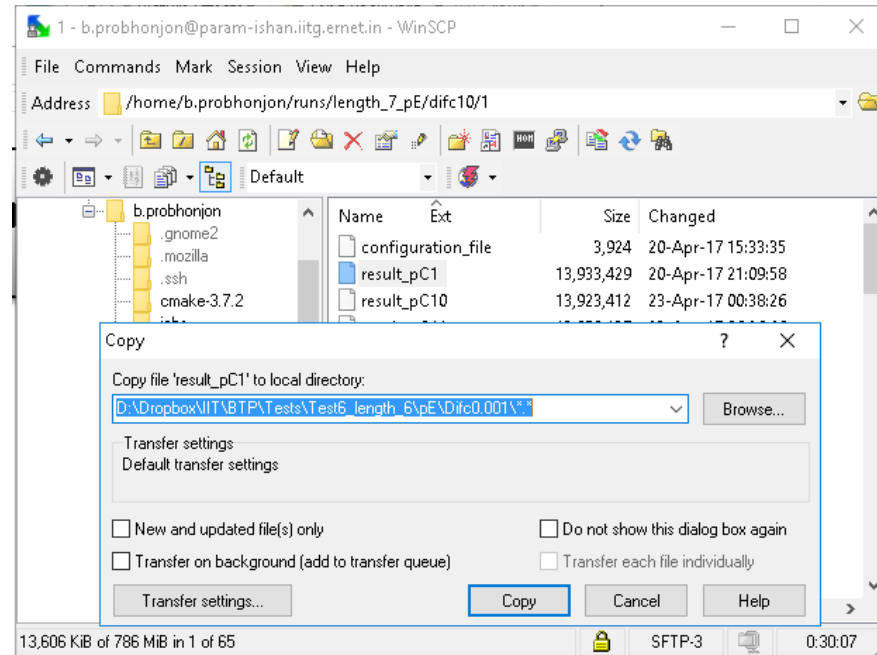 1 - b.probhonjon@param-ishan.iitg.ernet.in - WinSCP
File Commands Mark Session View Help
Address /home/b.probhonjon/runs/length_7_pE/difc10/1
Default
b.probhonjon
.gnome2
.mozilla
.ssh
cmake-3.7.2
Name Ext Size Changed
configuration_file 3,924 20-Apr-17 15:33:35
result_pC1 13,933,429 20-Apr-17 21:09:58
result_pC10 13,923,412 23-Apr-17 00:38:26
Copy ?
Copy file 'result_pC1' to local directory:
D:\Dropbox\IIT\BTP\Tests\Test6_length_6\pE\Difc0.001\*.*
Browse...
Transfer settings
Default transfer settings
New and updated file(s) only
Do not show this dialog box again
Transfer on background (add to transfer queue)
Transfer each file individually
Transfer settings...
Copy
Cancel
Help
13,606 KiB of 786 MiB in 1 of 65
SFTP-3
0:30:07